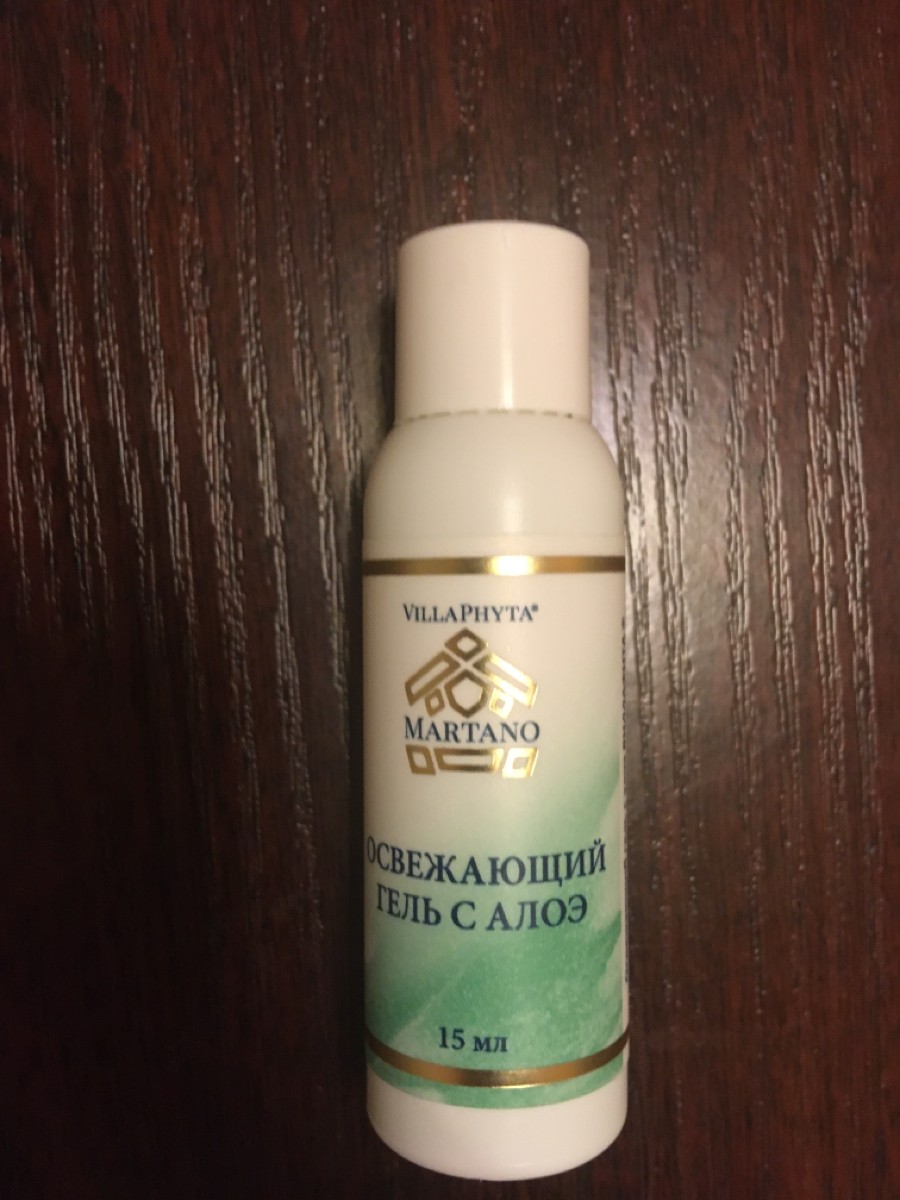 VILLAPHYTA®
MARTANO
ОСВЕЖАЮЩИЙ
ГЕЛЬ С АЛОЭ
15 мл